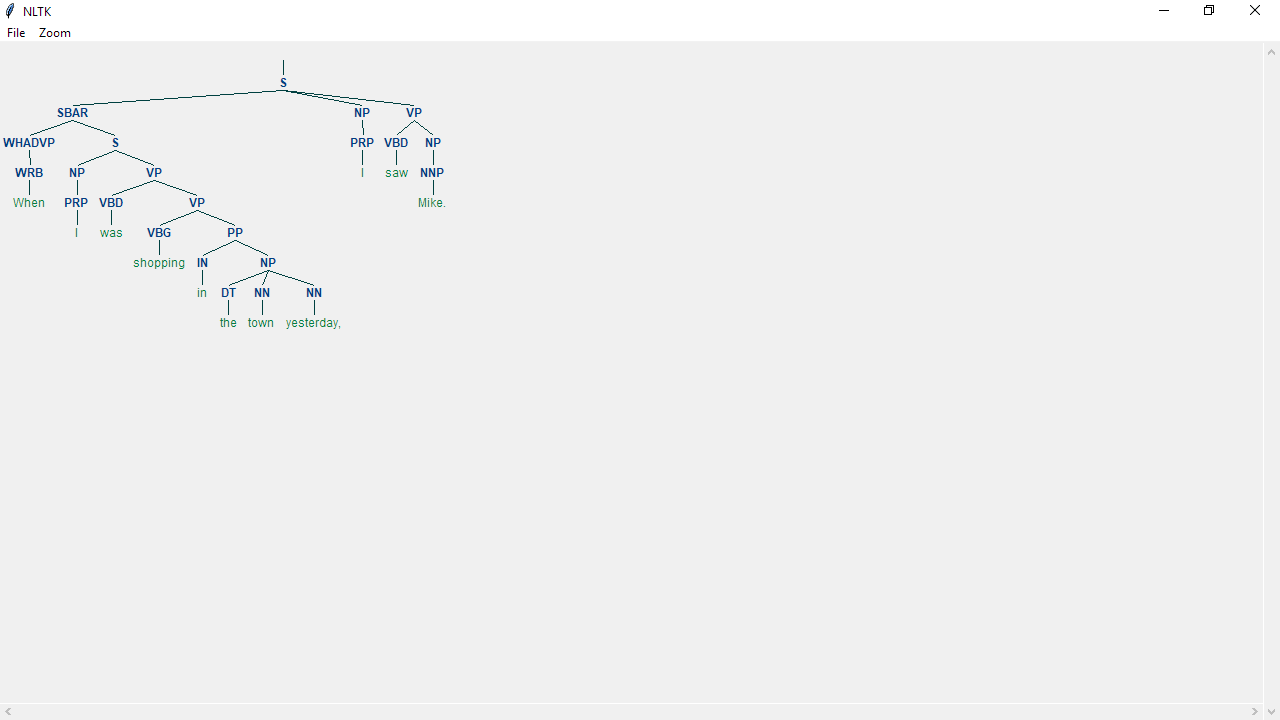 NLTK
File Zoom
S
SBAR NP VP
WHADVP S PRP VBD NP
WRB NP VP I saw NNP
When PRP VBD VP Mike.
I was VBG PP
shopping IN NP
in DT NN NN
the town yesterday,